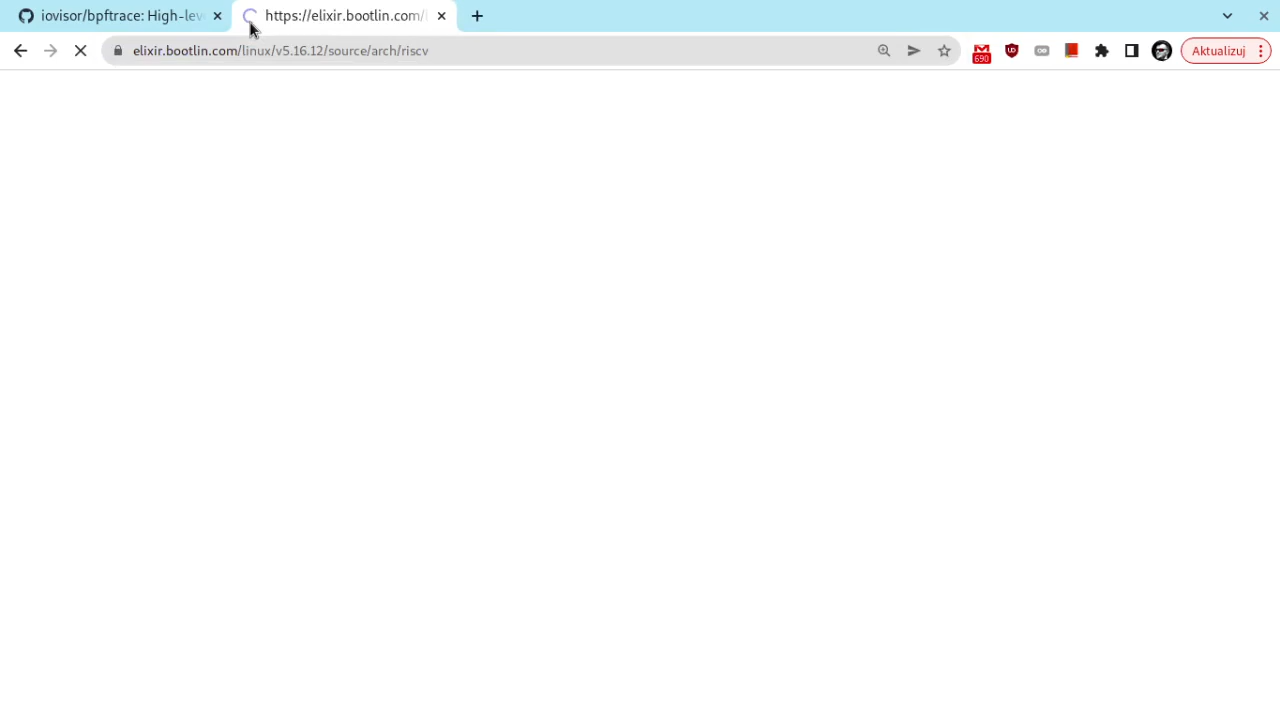 iovisor/bpftrace: High-lev
https://elixir.bootlin.com/l
elixir.bootlin.com/linux/v5.16.12/source/arch/riscv
690
Aktualizuj